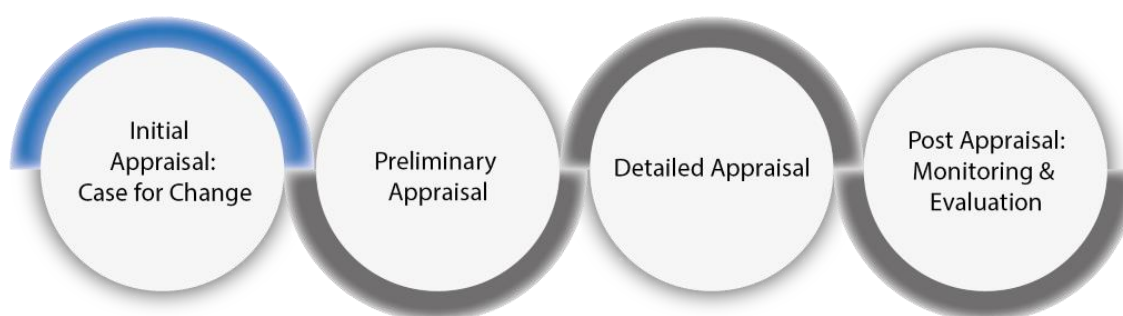 Initial
Appraisal:
Case for Change
Preliminary
Appraisal
Detailed Appraisal
Post Appraisal:
Monitoring &
Evaluation